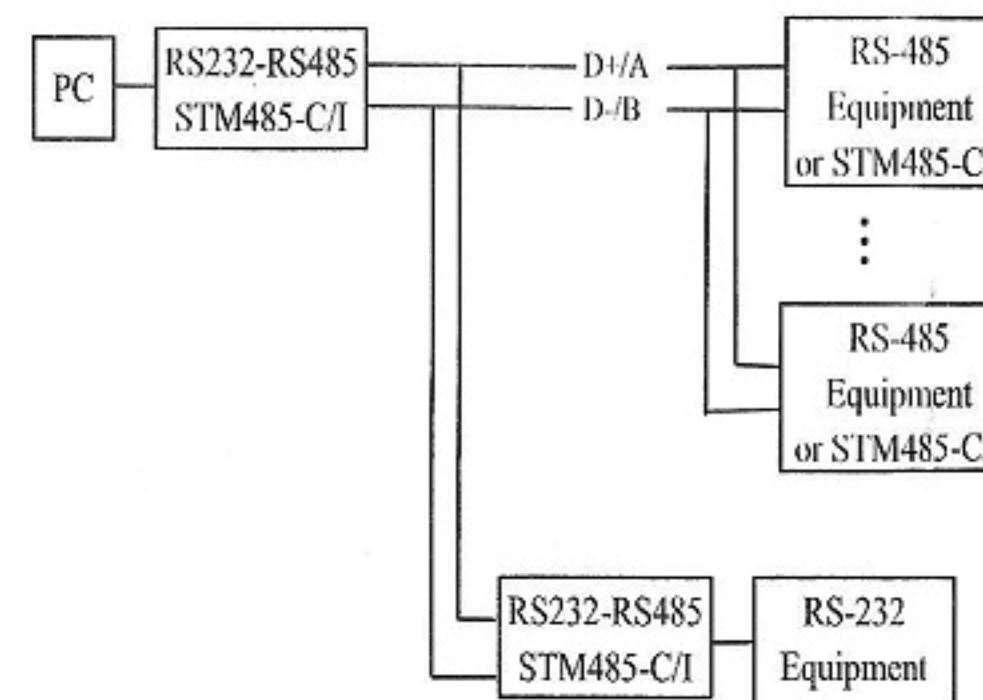 PC
RS232-RS485
STM485-C/I
D+/A
D-/B
RS-485
Equipment
or STM485-C
RS-485
Equipment
or STM485-C
RS232-RS485
STM485-C/I
RS-232
Equipment